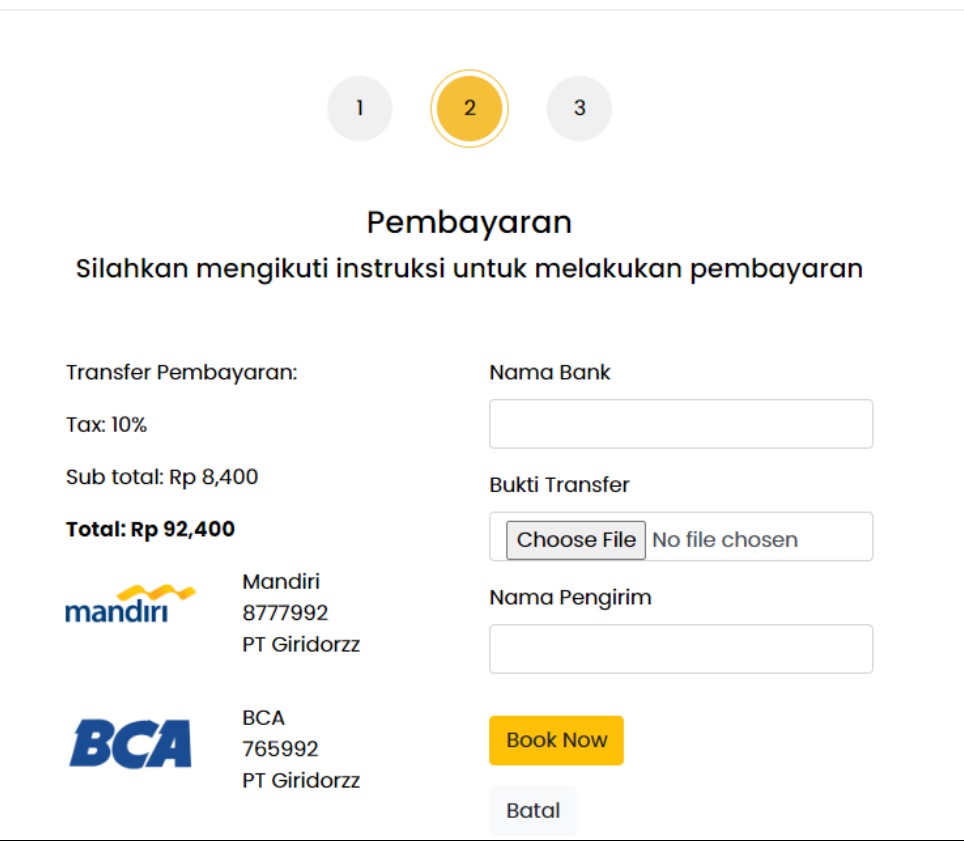 1 2 3
Pembayaran
Silahkan mengikuti instruksi untuk melakukan pembayaran
Transfer Pembayaran:
Tax: 10%
Sub total: Rp 8,400
Total: Rp 92,400
mandiri
Mandiri
8777992
PT Giridorzz
BCA
BCA
765992
PT Giridorzz
Nama Bank
Bukti Transfer
Choose File No file chosen
Nama Pengirim
Book Now
Batal